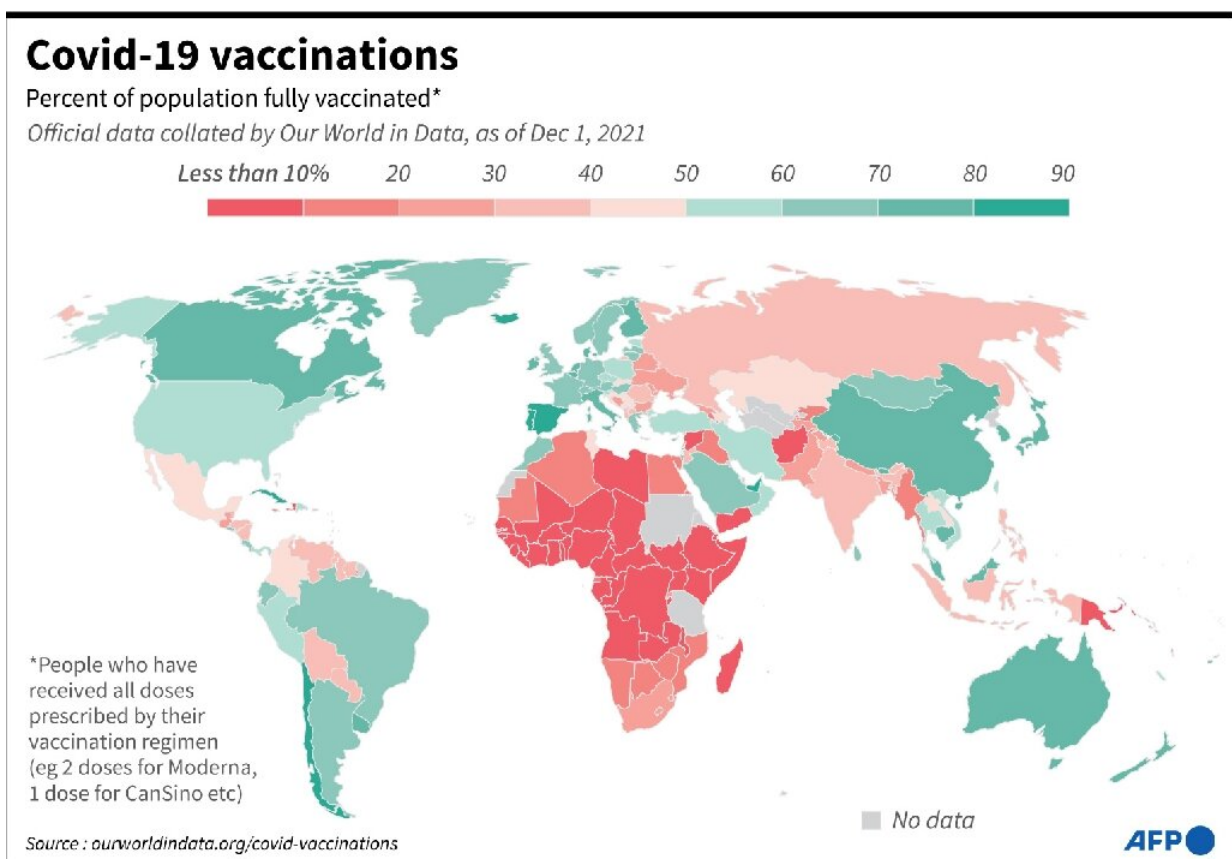 Covid-19 vaccinations
Percent of population fully vaccinated*
Official data collated by Our World in Data, as of Dec 1, 2021
Less than 10% 20 30 40 50 60 70 80 90
*People who have
received all doses
prescribed by their
vaccination regimen
(eg 2 doses for Moderna,
1 dose for CanSino etc)
No data
Source : ourworldindata.org/covid-vaccinations
AFP